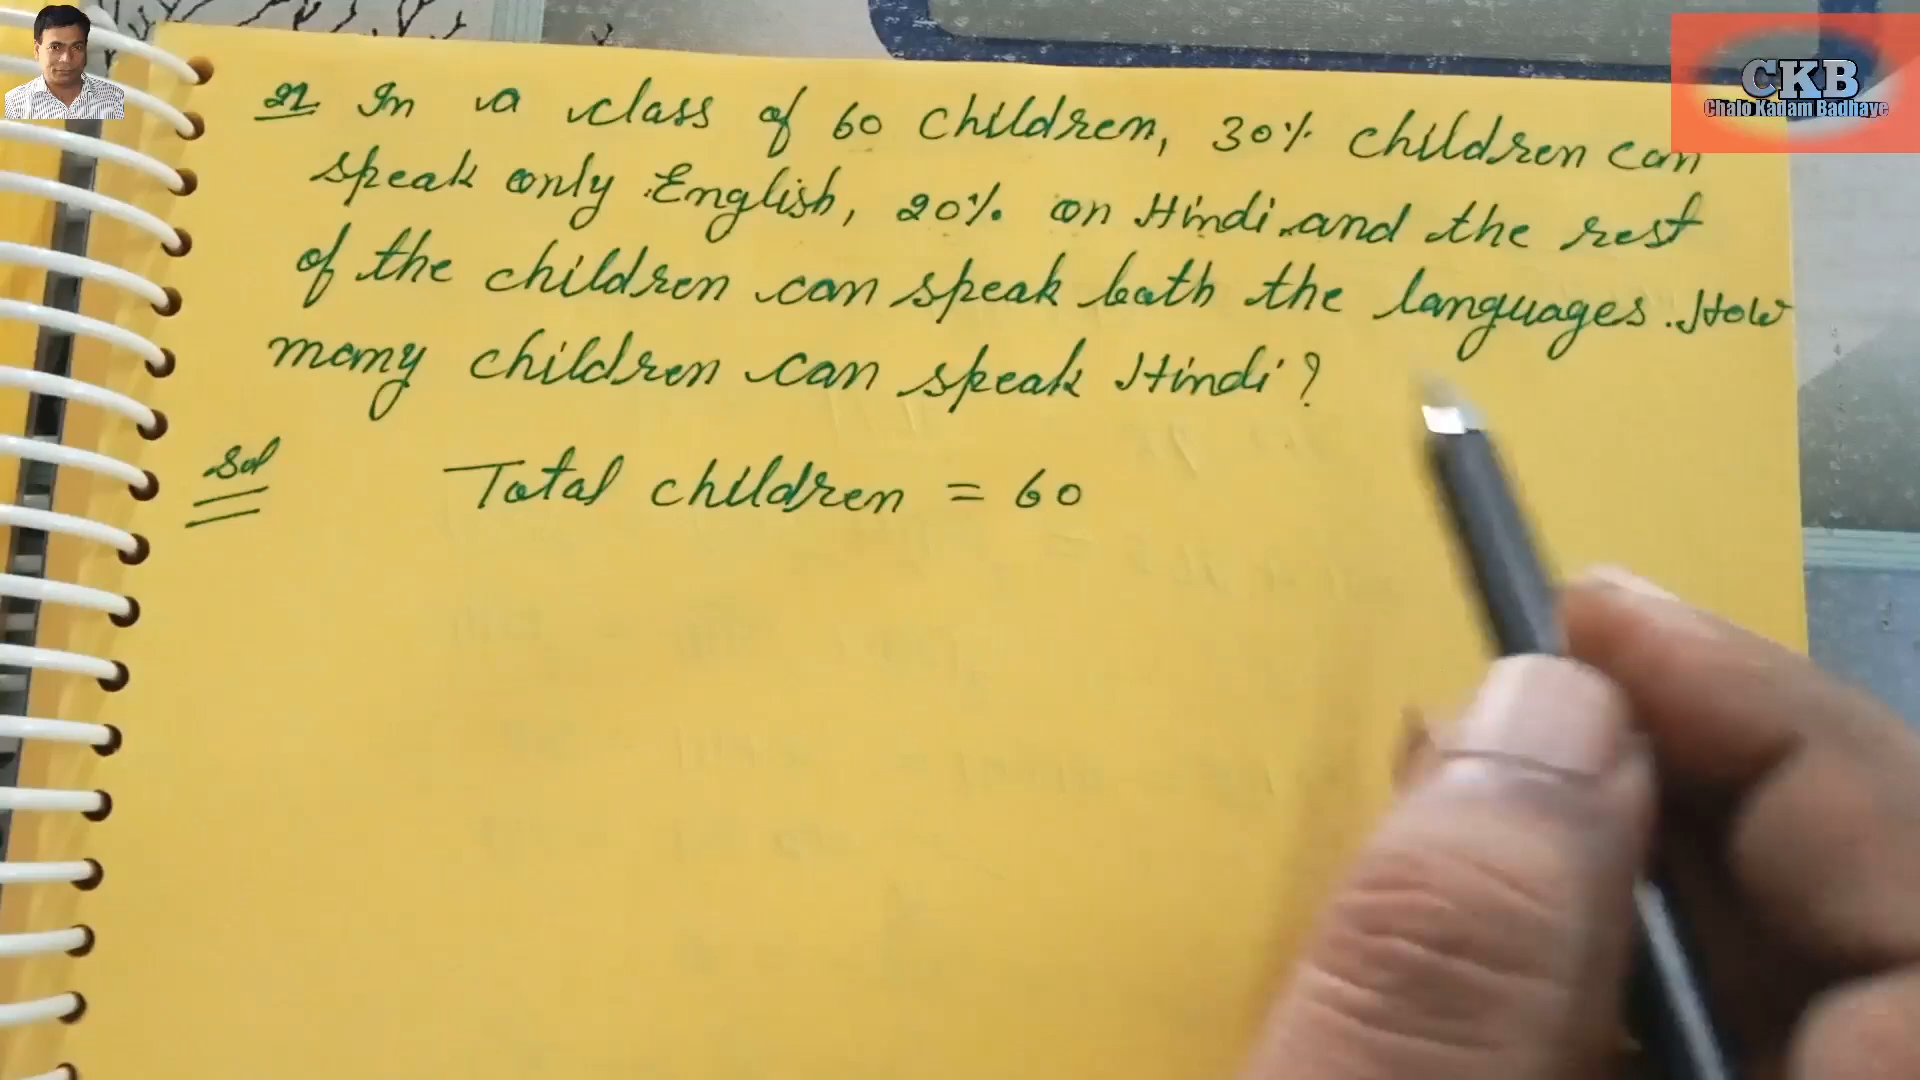 CKB
Chalo Kadam Badhaye
21 In a class of 60 children, 30% children can
speak only English, 20% on Hindi and the rest
of the children can speak both the languages. How
many children can speak Hindi?
Sol
Total children = 60